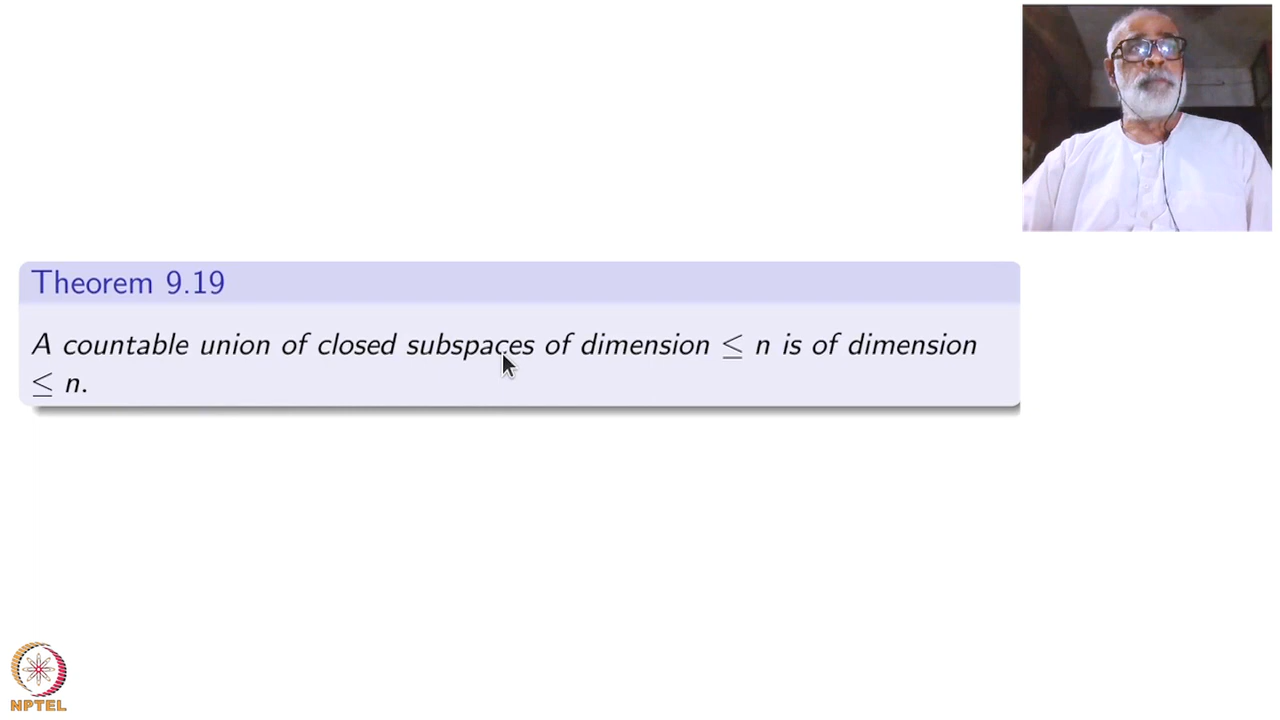 Theorem 9.19
A countable union of closed subspaces of dimension ≤ n is of dimension
≤ n.
NPTEL